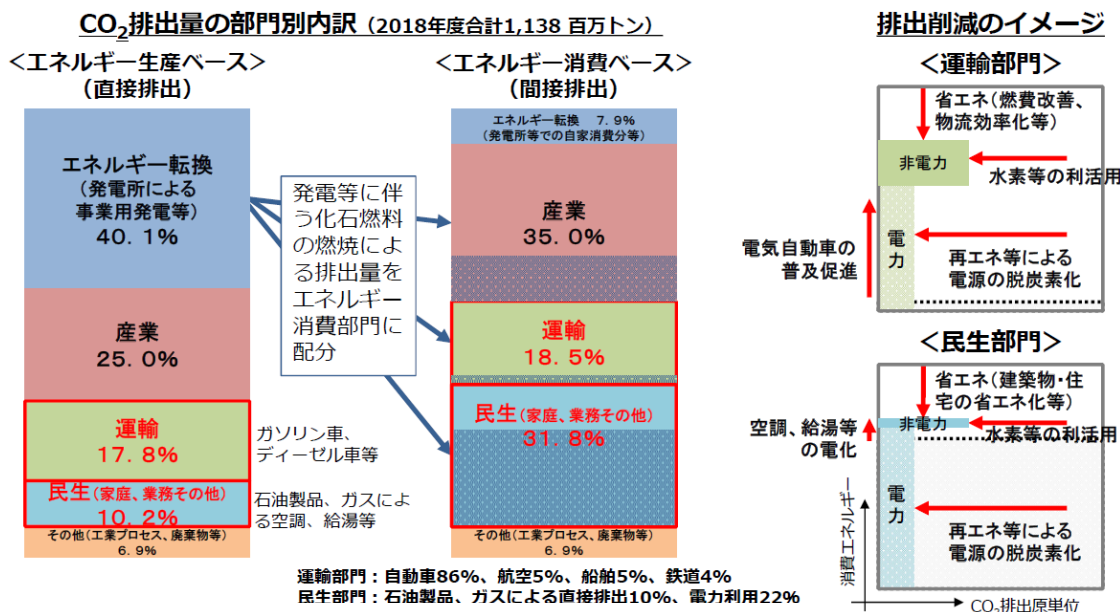 CO₂排出量の部門別内訳（2018年度合計1,138 百万トン）
＜エネルギー生産ベース＞
（直接排出）
エネルギー転換
（発電所による
事業用発電等）
40.1%
産業
25.0%
運輸
17.8%
民生（家庭、業務その他）
10.2%
その他（工業プロセス、廃棄物等）
6.9%
ガソリン車、
ディーゼル車等
石油製品、ガスによ
る空調、給湯等
発電等に伴
う化石燃料
の燃焼によ
る排出量を
エネルギー
消費部門に
配分
＜エネルギー消費ベース＞
（間接排出）
エネルギー転換 7.9%
（発電所等での自家消費分等）
産業
35.0%
運輸
18.5%
民生（家庭、業務その他）
31.8%
その他（工業プロセス、廃棄物等）
6.9%
運輸部門：自動車86%、航空5%、船舶5%、鉄道4%
民生部門：石油製品、ガスによる直接排出10%、電力利用22%
排出削減のイメージ
＜運輸部門＞
省エネ（燃費改善、
物流効率化等）
非電力
水素等の利活用
電気自動車の
普及促進
電力
再エネ等による
電源の脱炭素化
＜民生部門＞
省エネ（建築物・住
宅の省エネ化等）
非電力
水素等の利活用
空調、給湯等
の電化
電力
再エネ等による
電源の脱炭素化
消費エネルギー
CO₂排出原単位